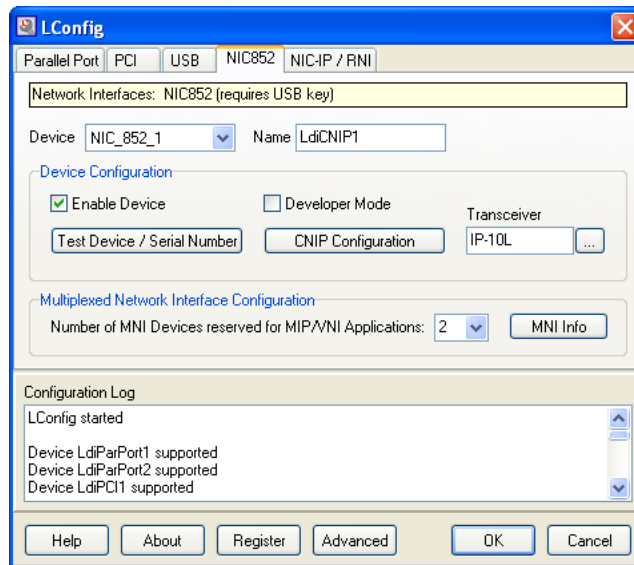 LConfig
Parallel Port PCI USB NIC852 NIC-IP / RNI
Network Interfaces: NIC852 (requires USB key)
Device NIC_852_1 Name LdiCNIP1
Device Configuration
Enable Device Developer Mode
Transceiver
Test Device / Serial Number CNIP Configuration IP-10L ...
Multiplexed Network Interface Configuration
Number of MNI Devices reserved for MIP/VNI Applications: 2 MNI Info
Configuration Log
LConfig started
Device LdiParPort1 supported
Device LdiParPort2 supported
Device LdiPCI1 supported
Help About Register Advanced OK Cancel